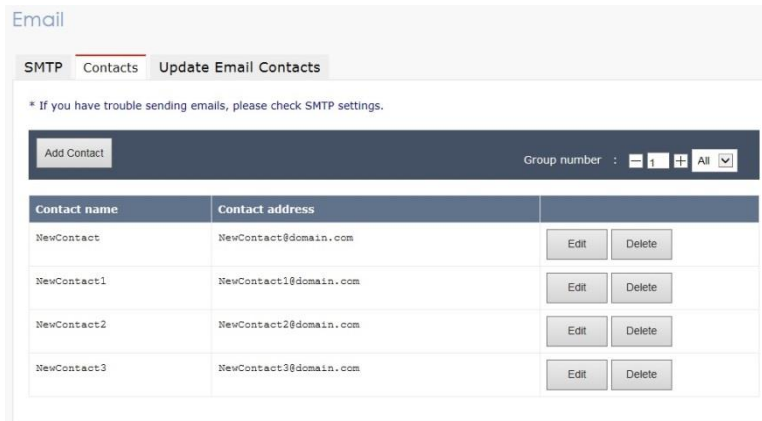 Email
SMTP Contacts Update Email Contacts
* If you have trouble sending emails, please check SMTP settings.
Add Contact Group number : 1 All
Contact name Contact address
NewContact NewContact@domain.com Edit Delete
NewContact1 NewContact1@domain.com Edit Delete
NewContact2 NewContact2@domain.com Edit Delete
NewContact3 NewContact3@domain.com Edit Delete